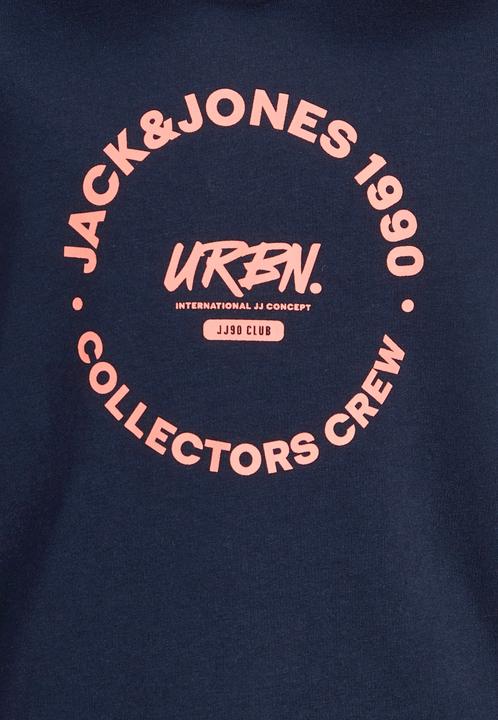 JACK&JONES 1990
URBN.
INTERNATIONAL JJ CONCEPT
JJ90 CLUB
COLLECTORS CREW